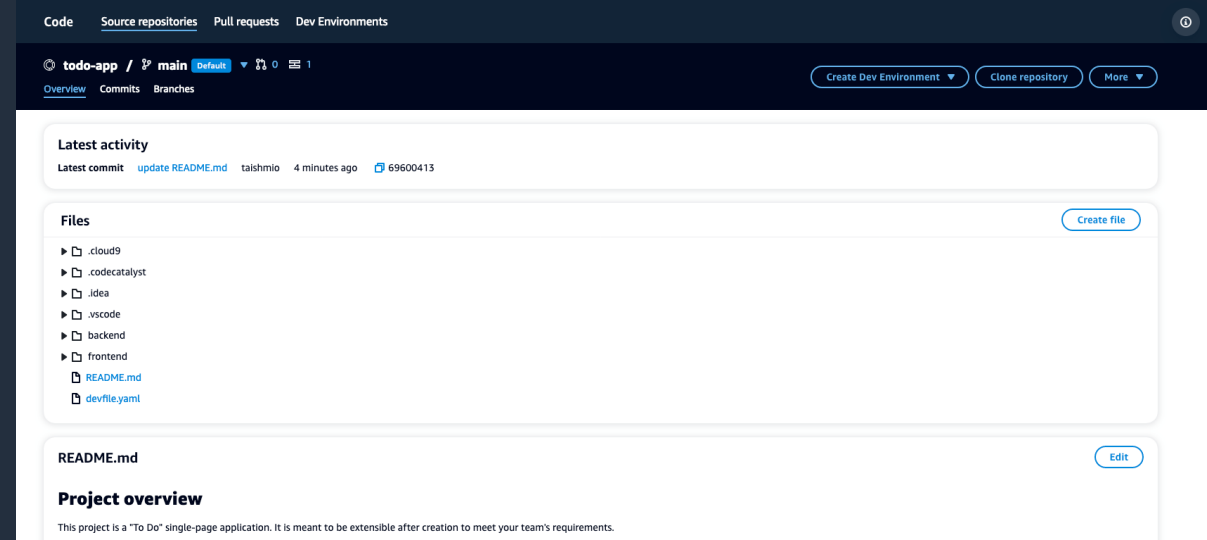 Code Source repositories Pull requests Dev Environments
todo-app / main Default 0 1
Create Dev Environment Clone repository More
Overview Commits Branches
Latest activity
Latest commit update README.md taishmio 4 minutes ago 69600413
Files Create file
.cloud9
.codecatalyst
.idea
.vscode
backend
frontend
README.md
devfile.yaml
README.md Edit
Project overview
This project is a "To Do" single-page application. It is meant to be extensible after creation to meet your team's requirements.